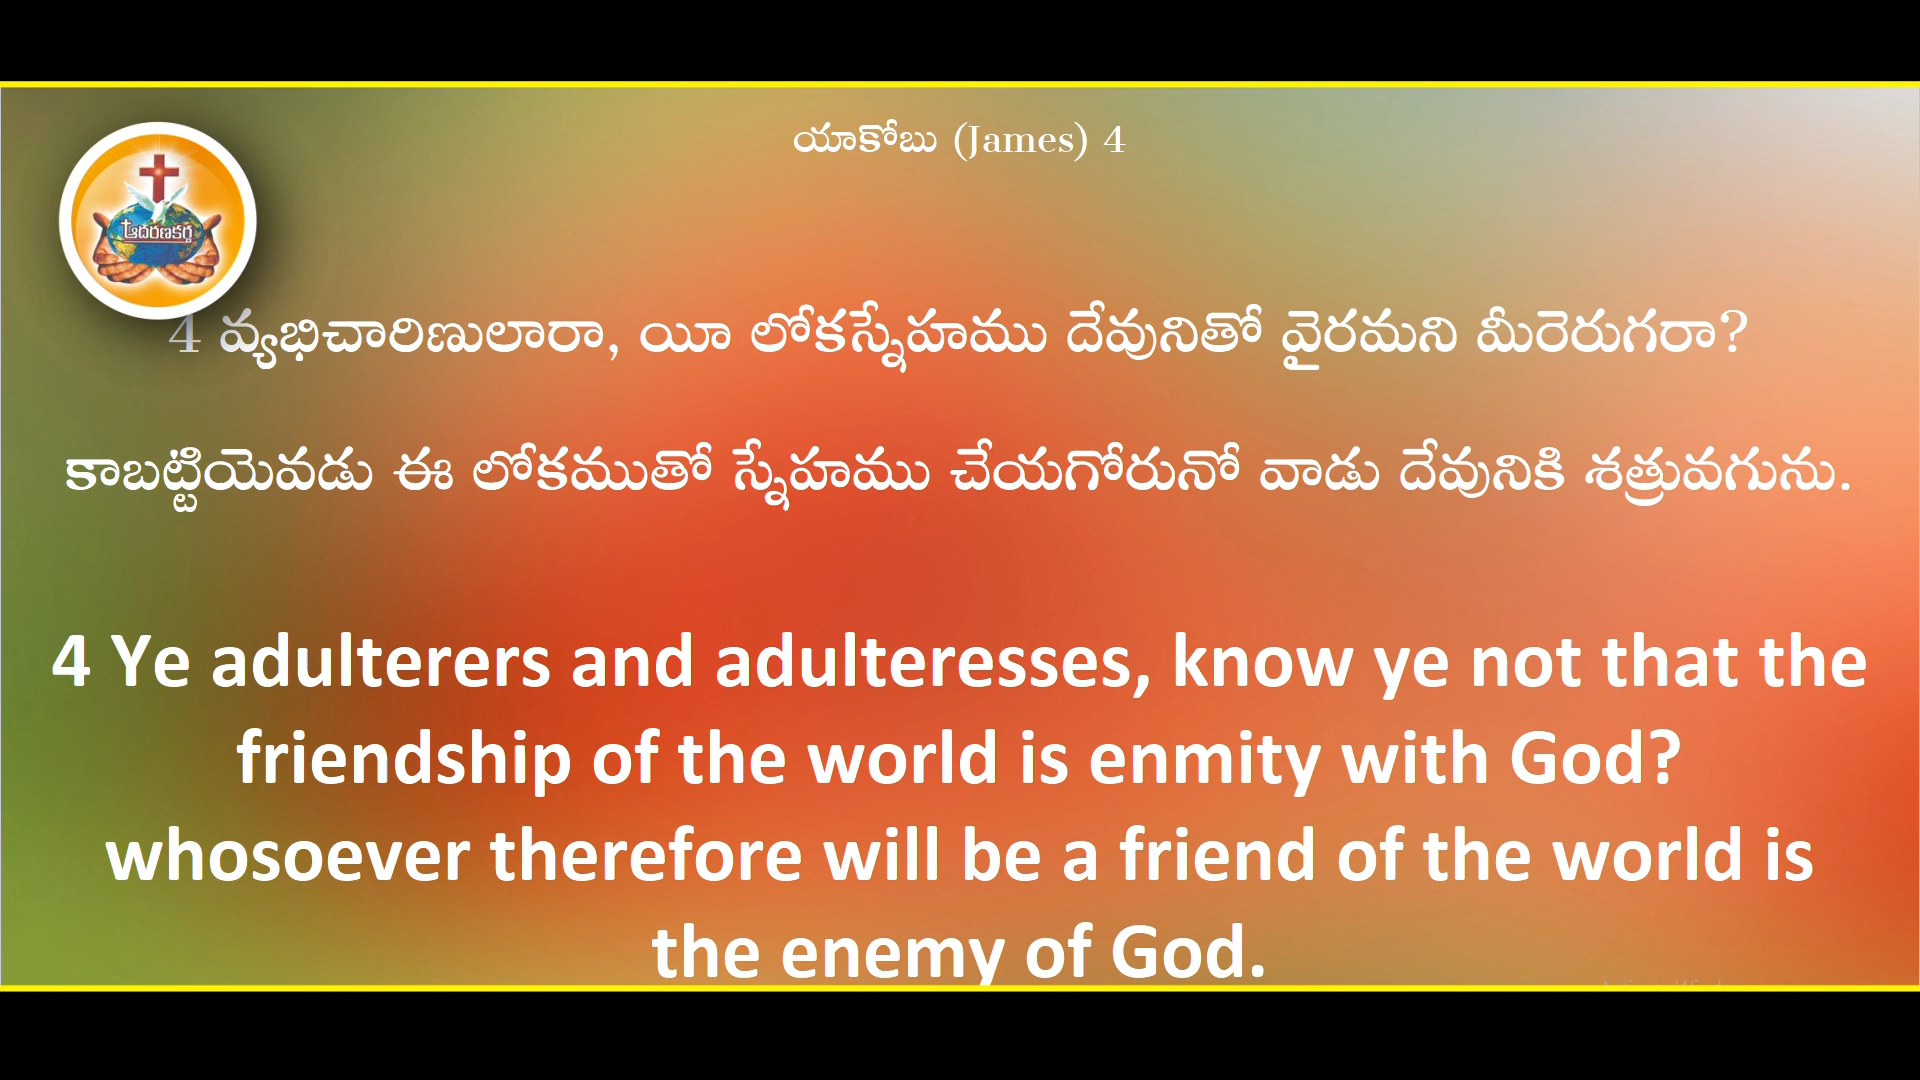 యాకోబు (James) 4
ఆదరణకర్త
4 వ్యభిచారిణులారా, యీ లోకస్నేహము దేవునితో వైరమని మీరెరుగరా?
కాబట్టియెవడు ఈ లోకముతో స్నేహము చేయగోరునో వాడు దేవునికి శత్రువగును.
4 Ye adulterers and adulteresses, know ye not that the
friendship of the world is enmity with God?
whosoever therefore will be a friend of the world is
the enemy of God.